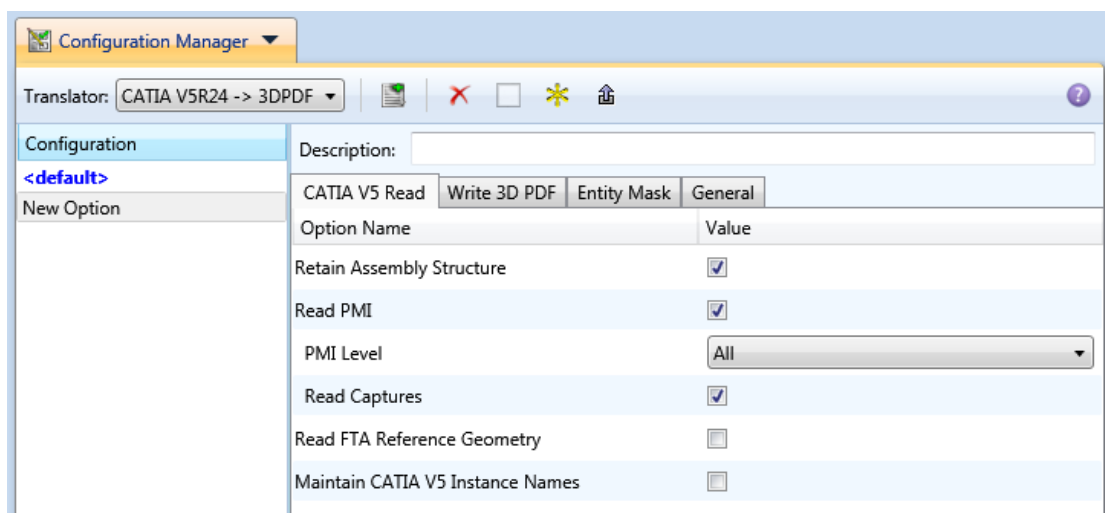 Configuration Manager
Translator: CATIA V5R24 -> 3DPDF
?
Configuration
Description:
<default>
CATIA V5 Read Write 3D PDF Entity Mask General
New Option
Option Name Value
Retain Assembly Structure
Read PMI
PMI Level All
Read Captures
Read FTA Reference Geometry
Maintain CATIA V5 Instance Names